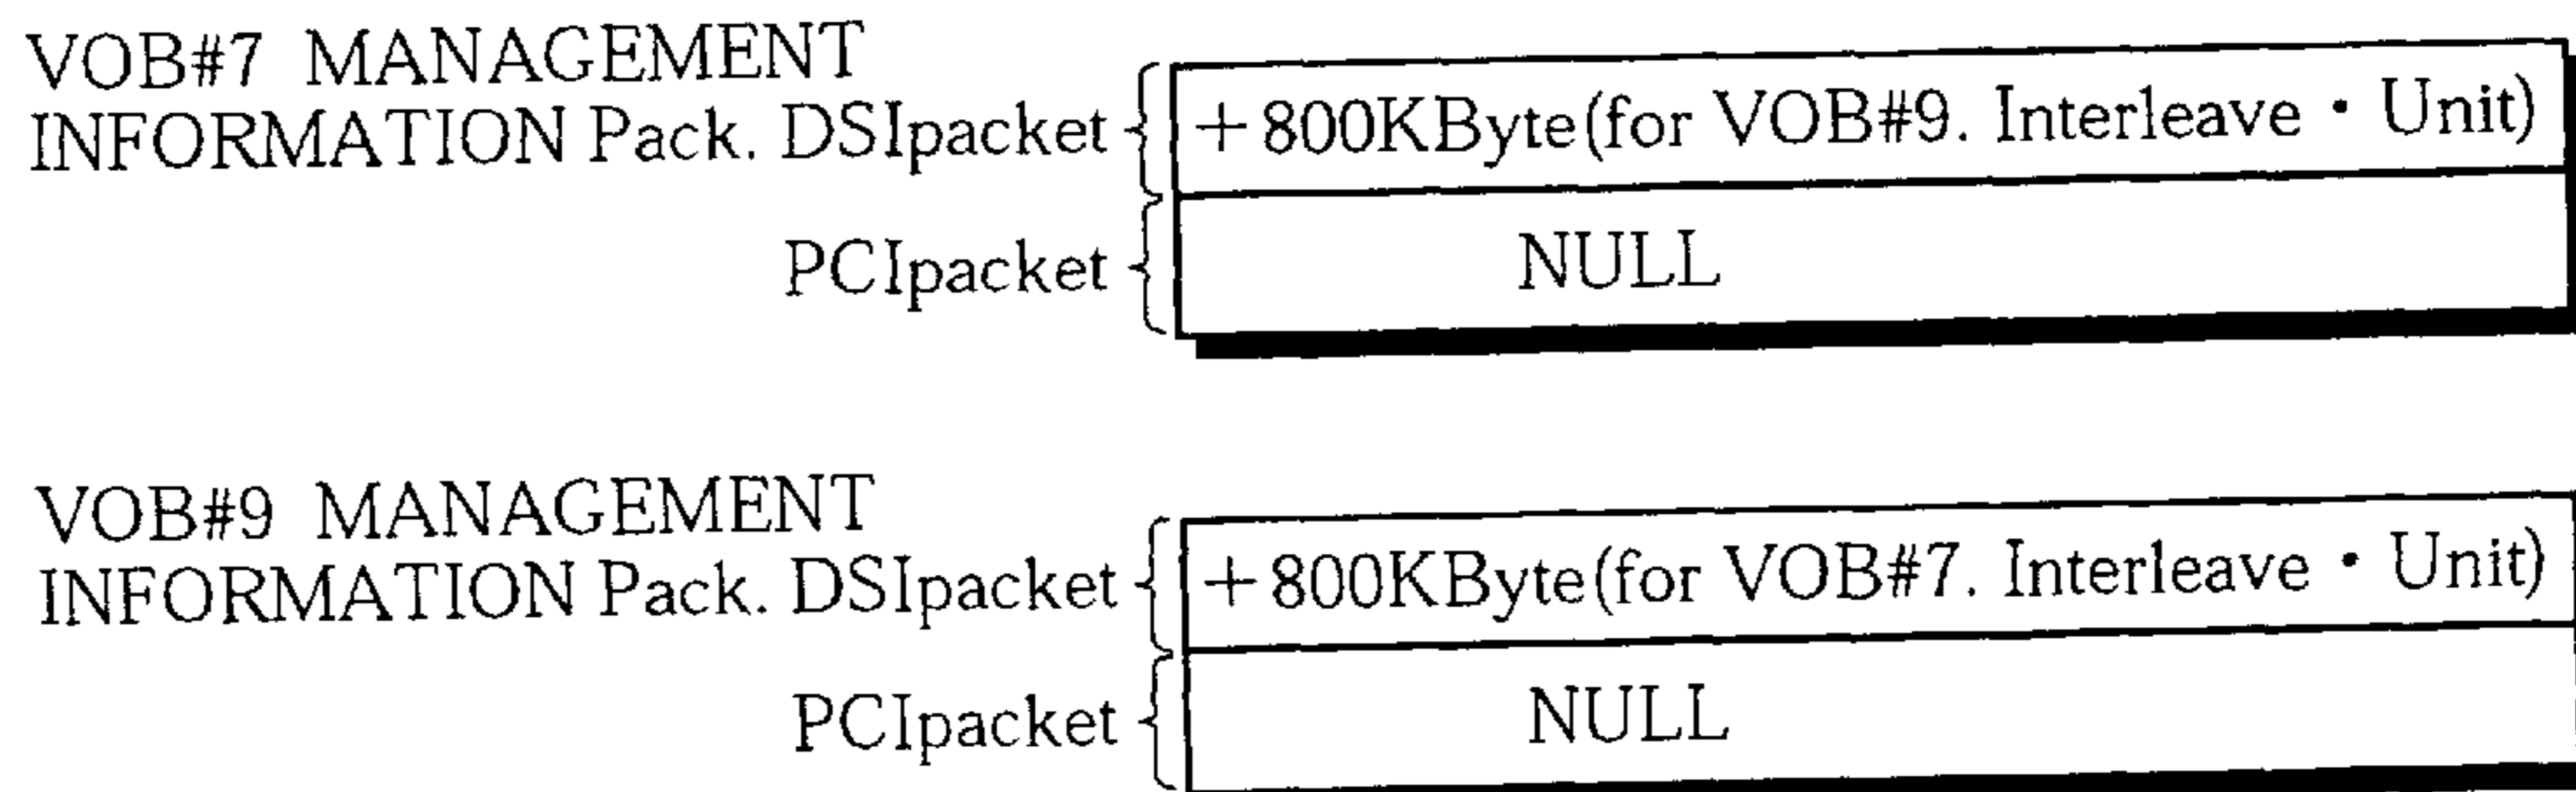 VOB#7 MANAGEMENT
INFORMATION Pack. DSIpacket +800KByte(for VOB#9. Interleave・Unit)
PCIpacket NULL
VOB#9 MANAGEMENT
INFORMATION Pack. DSIpacket +800KByte(for VOB#7. Interleave・Unit)
PCIpacket NULL